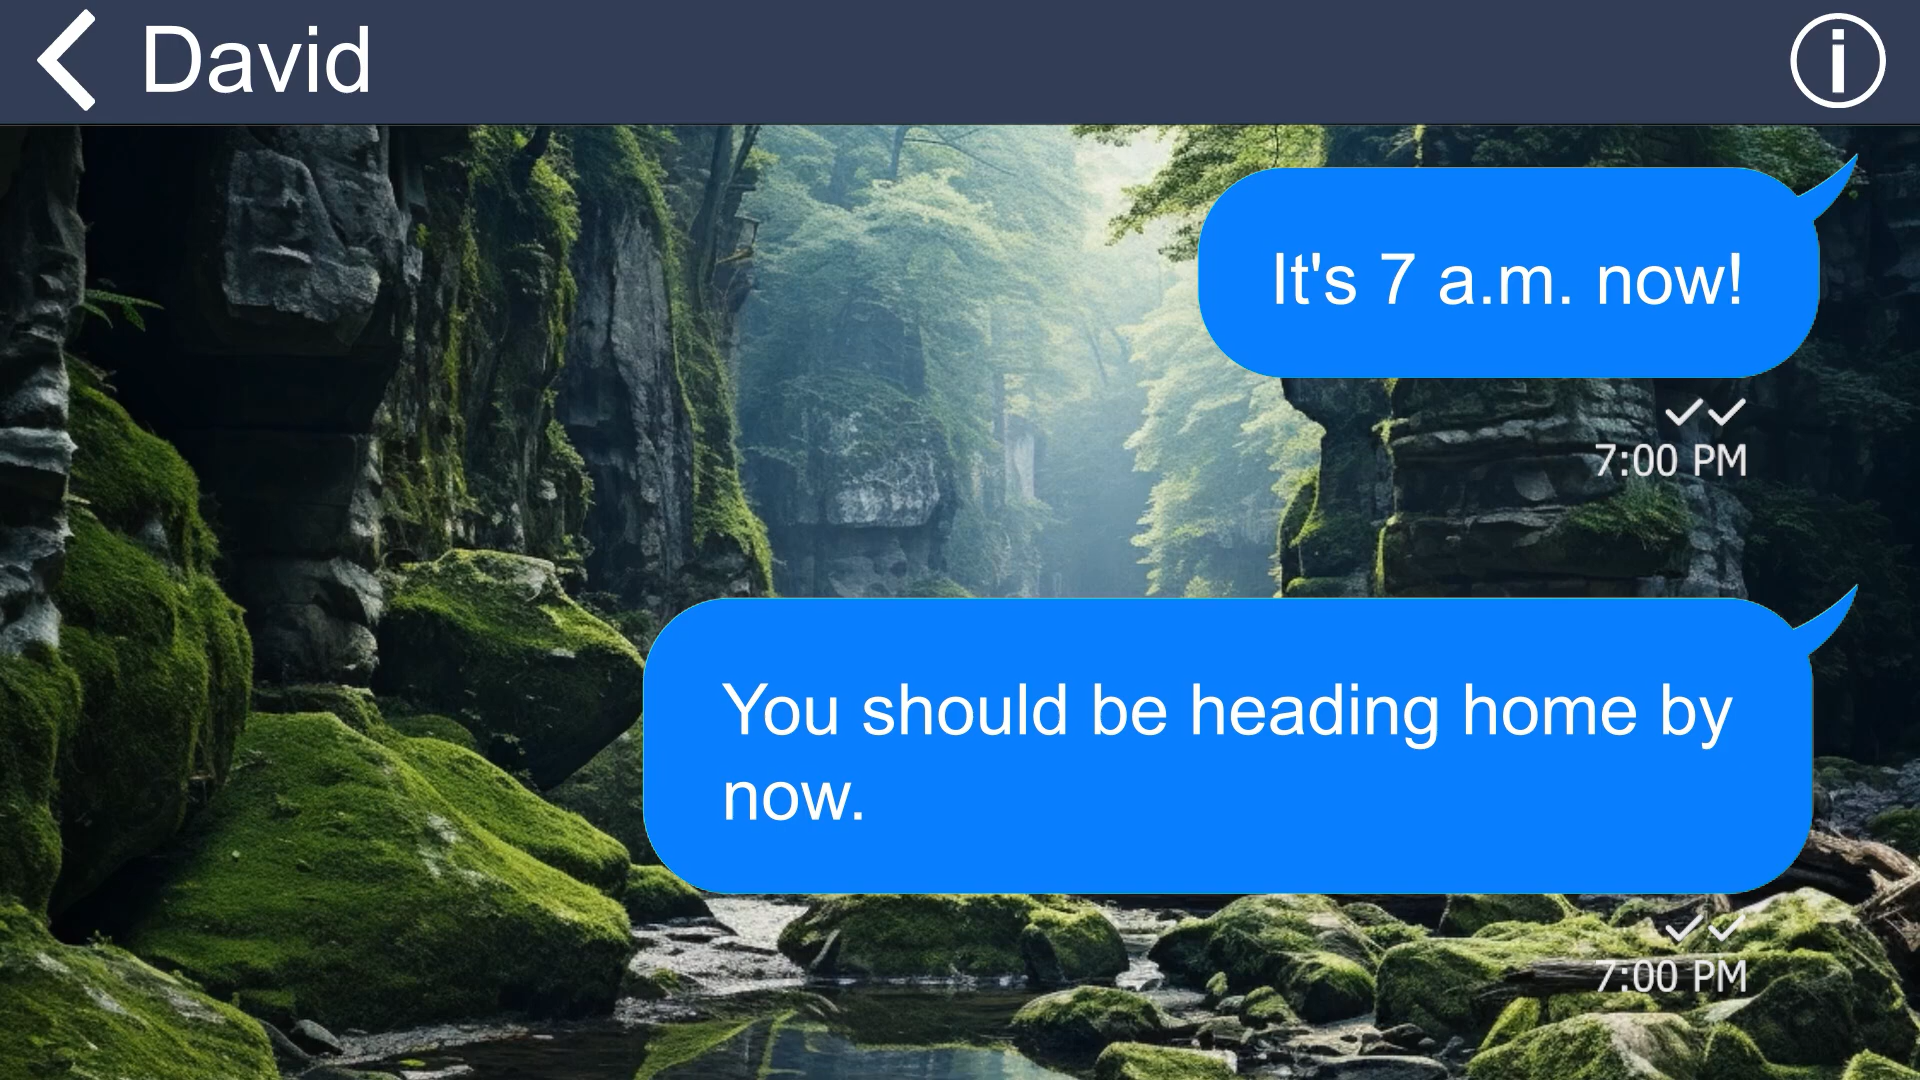 David
It's 7 a.m. now!
7:00 PM
You should be heading home by
now.
7:00 PM